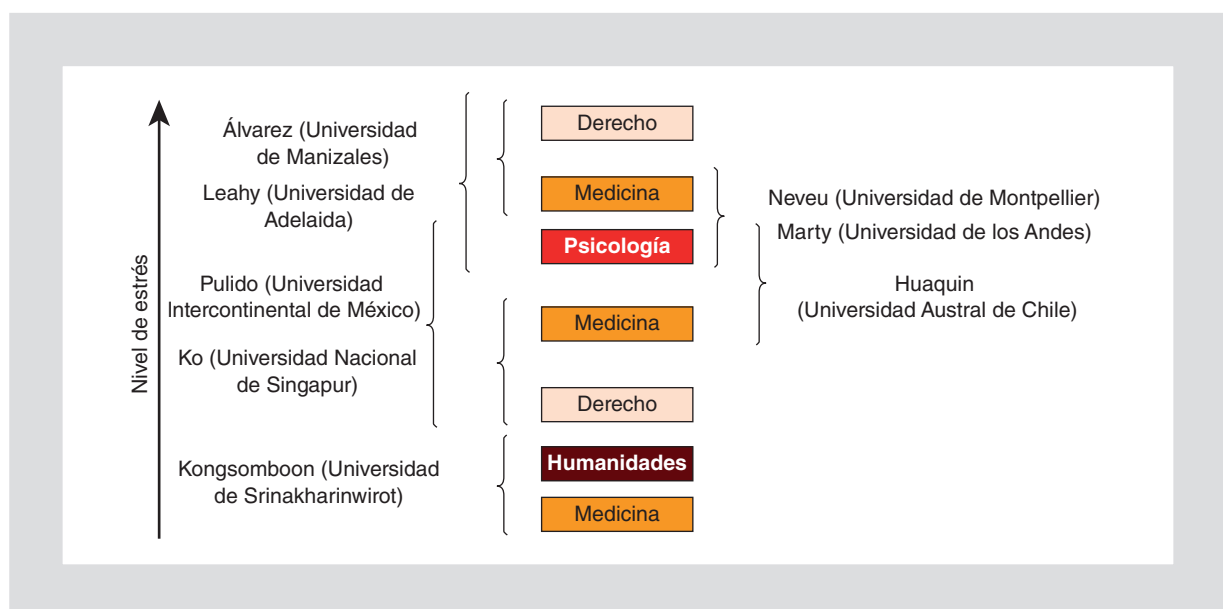 Nivel de estrés
Álvarez (Universidad
de Manizales)
Leahy (Universidad de
Adelaida)
Pulido (Universidad
Intercontinental de México)
Ko (Universidad Nacional
de Singapur)
Kongsomboon (Universidad
de Srinakharinwirot)
Derecho
Medicina
Psicología
Medicina
Derecho
Humanidades
Medicina
Neveu (Universidad de Montpellier)
Marty (Universidad de los Andes)
Huaquin
(Universidad Austral de Chile)